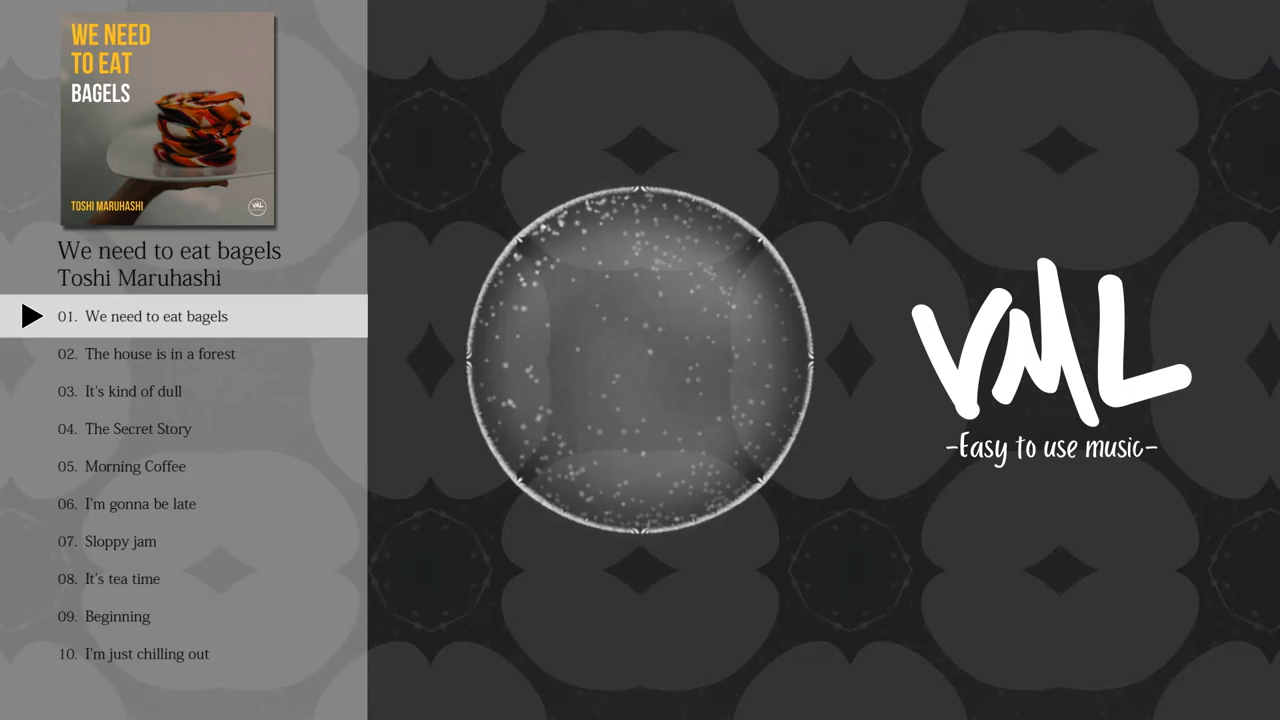 WE NEED
TO EAT
BAGELS
TOSHI MARUHASHI
VML
We need to eat bagels
Toshi Maruhashi
01. We need to eat bagels
02. The house is in a forest
03. It's kind of dull
04. The Secret Story
05. Morning Coffee
06. I'm gonna be late
07. Sloppy jam
08. It's tea time
09. Beginning
10. I'm just chilling out
VML
-Easy to use music-